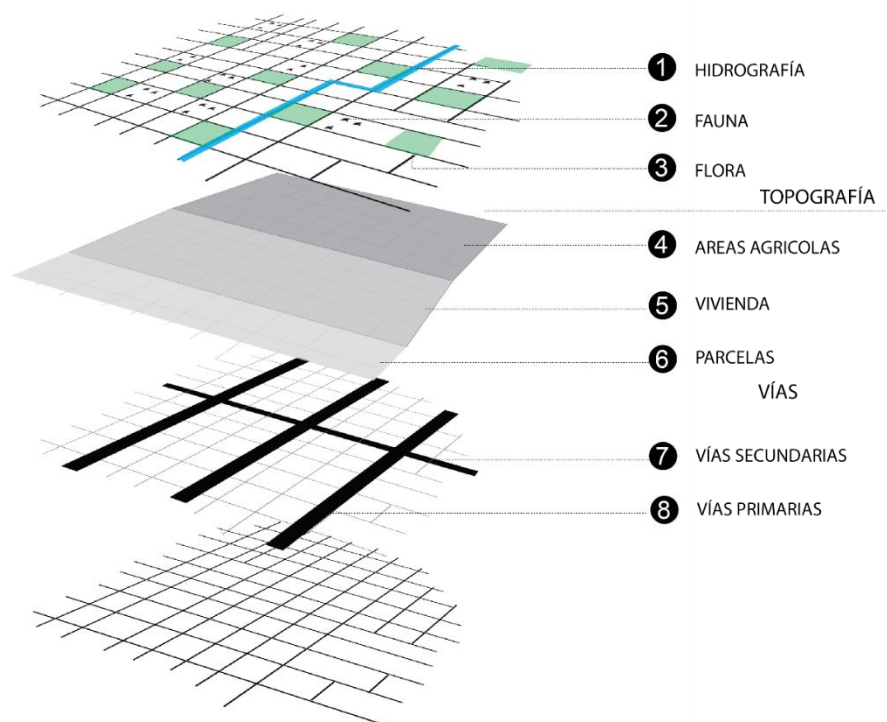 1 HIDROGRAFÍA
2 FAUNA
3 FLORA
TOPOGRAFÍA
4 AREAS AGRICOLAS
5 VIVIENDA
6 PARCELAS
VÍAS
7 VÍAS SECUNDARIAS
8 VÍAS PRIMARIAS